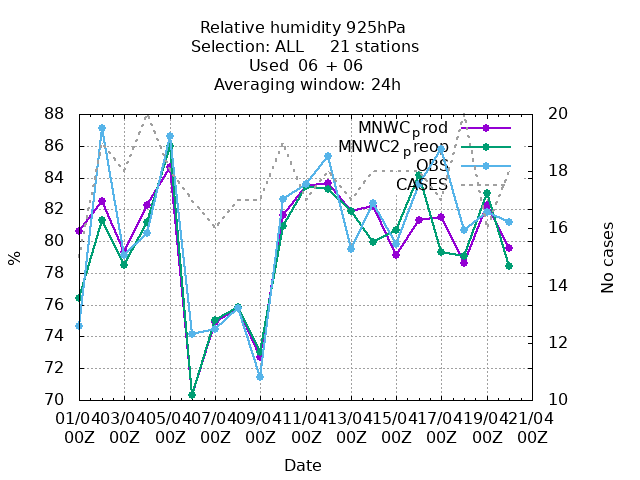 Relative humidity 925hPa
Selection: ALL 21 stations
Used 06 + 06
Averaging window: 24h
88
86
84
82
80
78
76
74
72
70
20
18
16
14
12
10
MNWC_prod
MNWC2_preop
OBS
CASES
%
No cases
01/04 03/04 05/04 07/04 09/04 11/04 13/04 15/04 17/04 19/04 21/04
00Z 00Z 00Z 00Z 00Z 00Z 00Z 00Z 00Z 00Z 00Z
Date